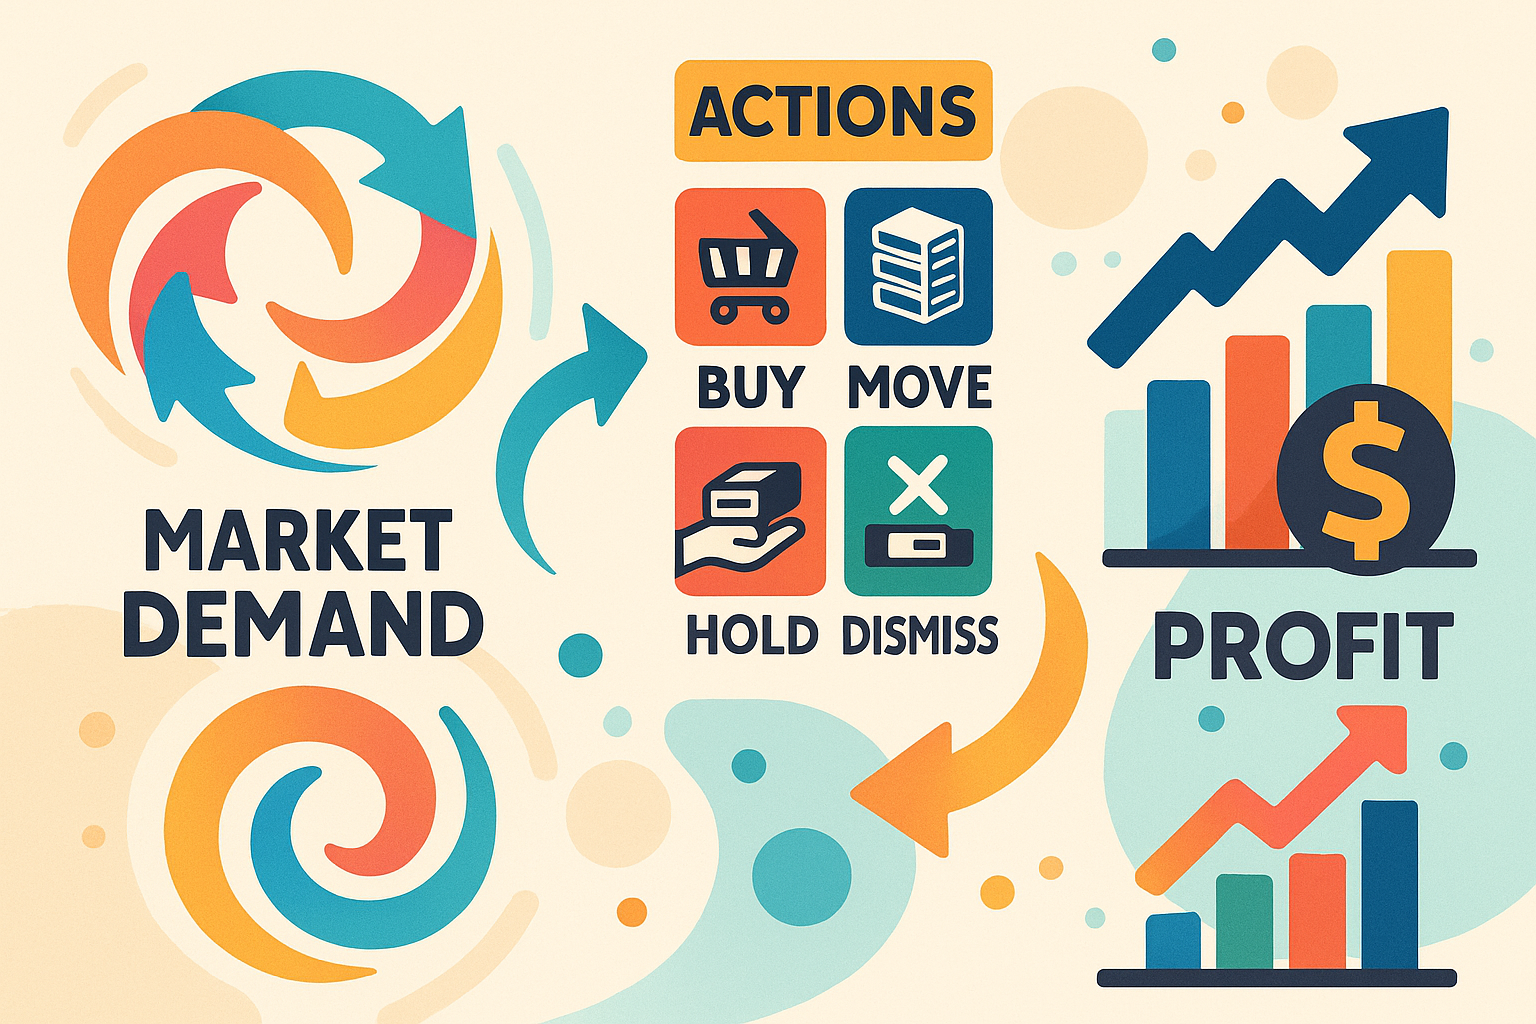 MARKET
DEMAND
ACTIONS
BUY
MOVE
HOLD
DISMISS
$
PROFIT